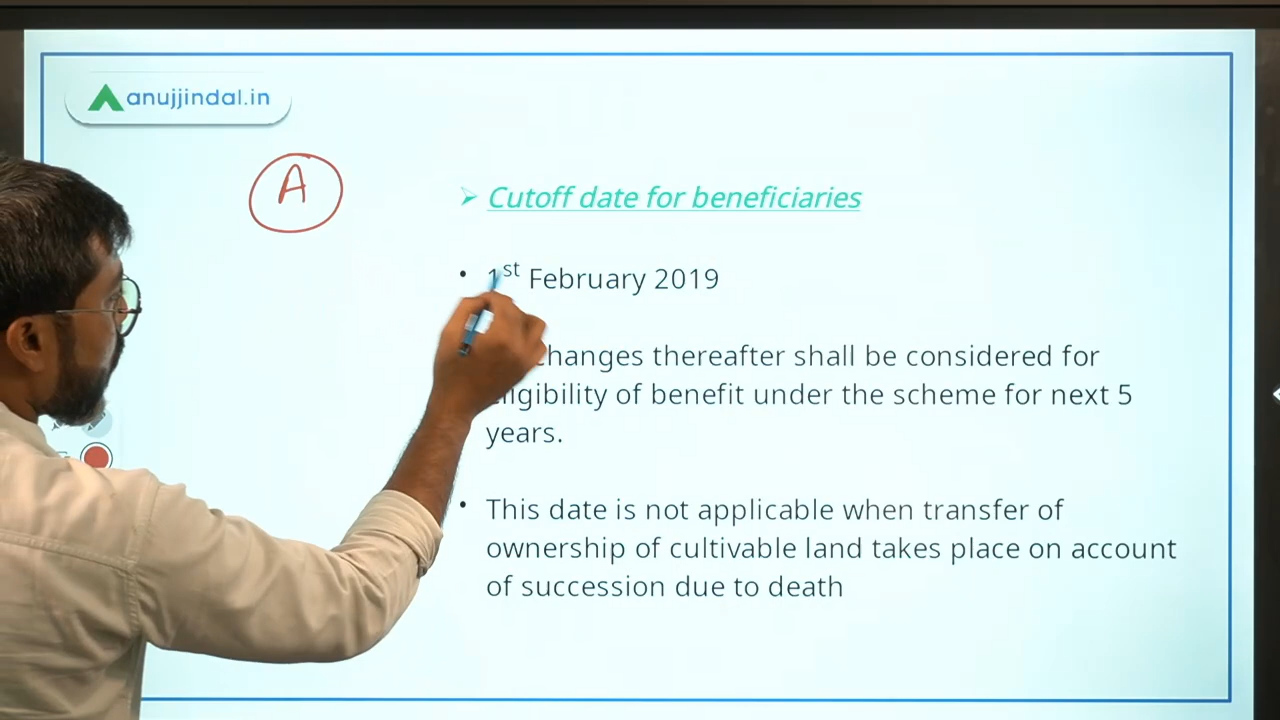 anujjindal.in
A
Cutoff date for beneficiaries
1st February 2019
changes thereafter shall be considered for
eligibility of benefit under the scheme for next 5
years.
This date is not applicable when transfer of
ownership of cultivable land takes place on account
of succession due to death